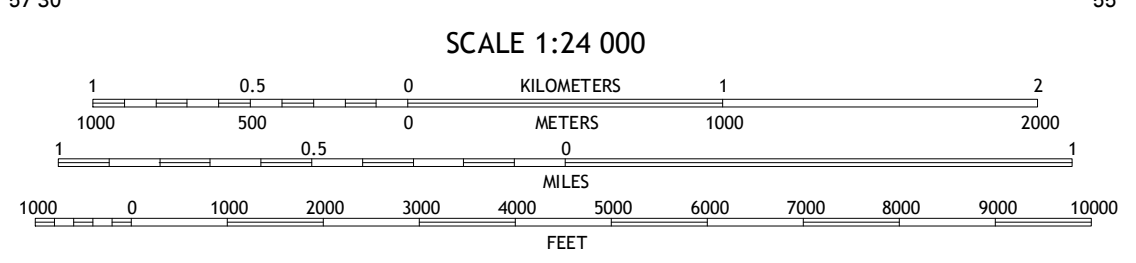 57'30"
55'
SCALE 1:24 000
1 0.5 0 KILOMETERS 1 2
1000 500 0 METERS 1000 2000
1 0.5 0 1
MILES
1000 0 1000 2000 3000 4000 5000 6000 7000 8000 9000 10000
FEET